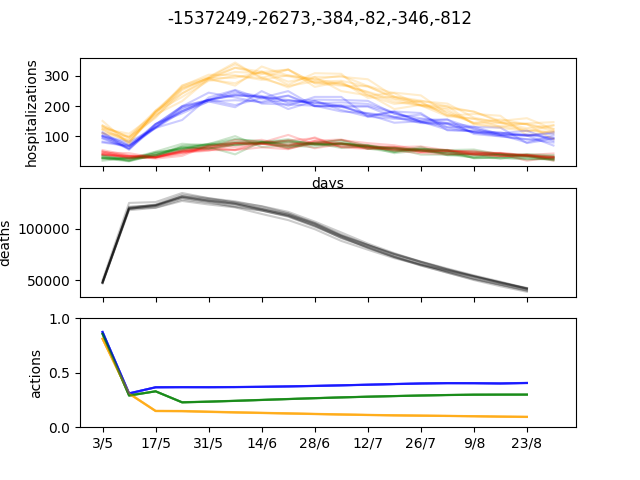 -1537249,-26273,-384,-82,-346,-812
hospitalizations
300
200
100
days
deaths
100000
50000
actions
1.0
0.5
0.0
3/5 17/5 31/5 14/6 28/6 12/7 26/7 9/8 23/8